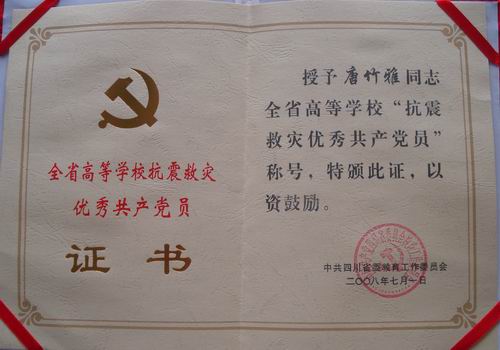 全省高等学校抗震救灾
优秀共产党员
证书
授予唐竹雅同志
全省高等学校“抗震
救灾优秀共产党员”
称号，特颁此证，以
资鼓励。
中共四川省委教育工作委员会
二〇〇八年七月一日